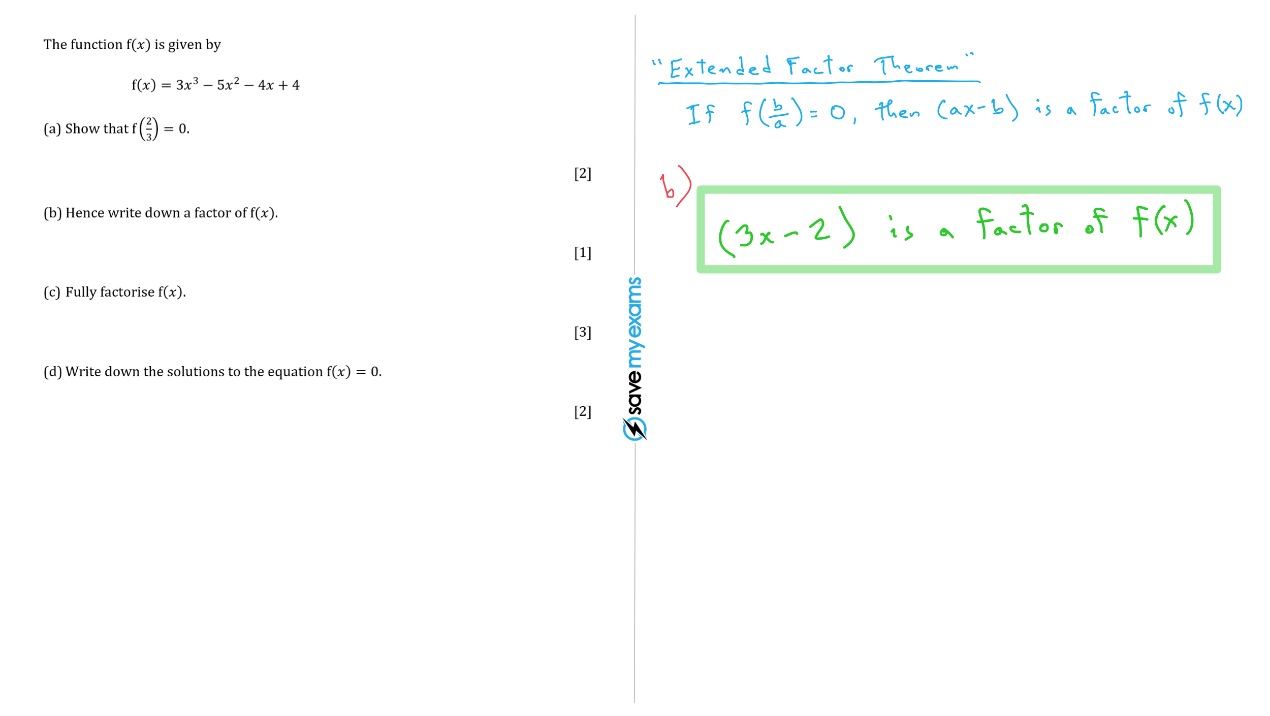 The function f(x) is given by
f(x) = 3x³ − 5x² − 4x + 4
(a) Show that f(2/3) = 0.
[2]
(b) Hence write down a factor of f(x).
[1]
(c) Fully factorise f(x).
[3]
(d) Write down the solutions to the equation f(x) = 0.
[2]
save my exams
"Extended Factor Theorem"
If f(b/a) = 0, then (ax−b) is a factor of f(x)
b)
(3x − 2) is a factor of f(x)